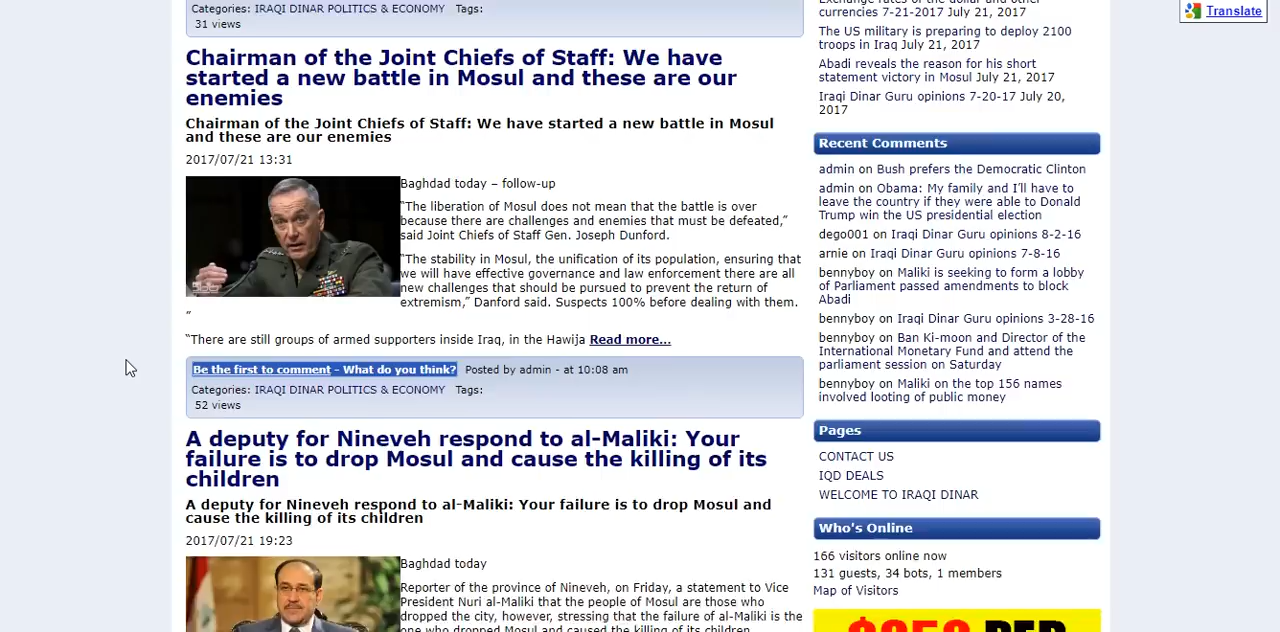 Categories: IRAQI DINAR POLITICS & ECONOMY Tags:
31 views
Chairman of the Joint Chiefs of Staff: We have
started a new battle in Mosul and these are our
enemies
Chairman of the Joint Chiefs of Staff: We have started a new battle in Mosul
and these are our enemies
2017/07/21 13:31
Baghdad today – follow-up
“The liberation of Mosul does not mean that the battle is over
because there are challenges and enemies that must be defeated,”
said Joint Chiefs of Staff Gen. Joseph Dunford.
“The stability in Mosul, the unification of its population, ensuring that
we will have effective governance and law enforcement there are all
new challenges that should be pursued to prevent the return of
extremism,” Danford said. Suspects 100% before dealing with them.
“
“There are still groups of armed supporters inside Iraq, in the Hawija Read more...
Be the first to comment - What do you think? Posted by admin - at 10:08 am
Categories: IRAQI DINAR POLITICS & ECONOMY Tags:
52 views
A deputy for Nineveh respond to al-Maliki: Your
failure is to drop Mosul and cause the killing of its
children
A deputy for Nineveh respond to al-Maliki: Your failure is to drop Mosul and
cause the killing of its children
2017/07/21 19:23
Baghdad today
Reporter of the province of Nineveh, on Friday, a statement to Vice
President Nuri al-Maliki that the people of Mosul are those who
dropped the city, however, stressing that the failure of al-Maliki is the
one who dropped Mosul and caused the killing of its children.
Exchange rates of the dollar and other
currencies 7-21-2017 July 21, 2017
The US military is preparing to deploy 2100
troops in Iraq July 21, 2017
Abadi reveals the reason for his short
statement victory in Mosul July 21, 2017
Iraqi Dinar Guru opinions 7-20-17 July 20,
2017
Recent Comments
admin on Bush prefers the Democratic Clinton
admin on Obama: My family and I’ll have to
leave the country if they were able to Donald
Trump win the US presidential election
dego001 on Iraqi Dinar Guru opinions 8-2-16
arnie on Iraqi Dinar Guru opinions 7-8-16
bennyboy on Maliki is seeking to form a lobby
of Parliament passed amendments to block
Abadi
bennyboy on Iraqi Dinar Guru opinions 3-28-16
bennyboy on Ban Ki-moon and Director of the
International Monetary Fund and attend the
parliament session on Saturday
bennyboy on Maliki on the top 156 names
involved looting of public money
Pages
CONTACT US
IQD DEALS
WELCOME TO IRAQI DINAR
Who's Online
166 visitors online now
131 guests, 34 bots, 1 members
Map of Visitors
$250 PER
Translate